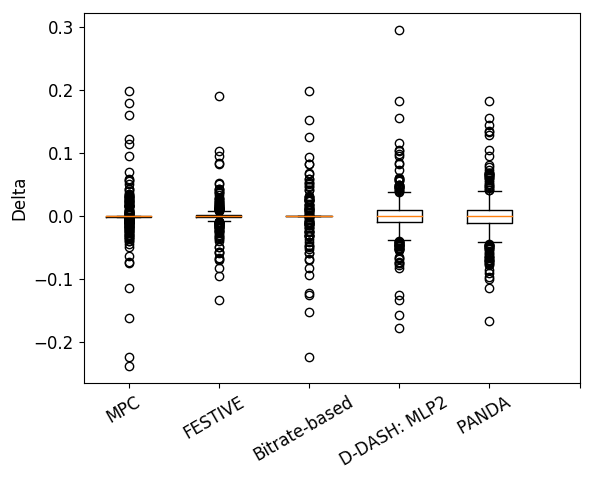 0.3
0.2
0.1
0.0
−0.1
−0.2
Delta
MPC
FESTIVE
Bitrate-based
D-DASH: MLP2
PANDA